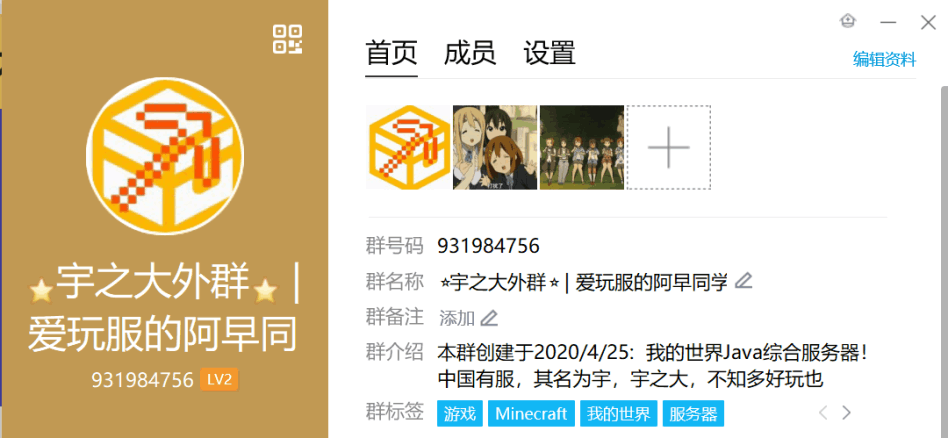 ⭐宇之大外群⭐ |
爱玩服的阿早同
931984756 LV2
首页 成员 设置
编辑资料
群号码 931984756
群名称 ⭐宇之大外群⭐ | 爱玩服的阿早同学
群备注 添加
群介绍 本群创建于2020/4/25：我的世界Java综合服务器！
中国有服，其名为宇，宇之大，不知多好玩也
群标签 游戏 Minecraft 我的世界 服务器